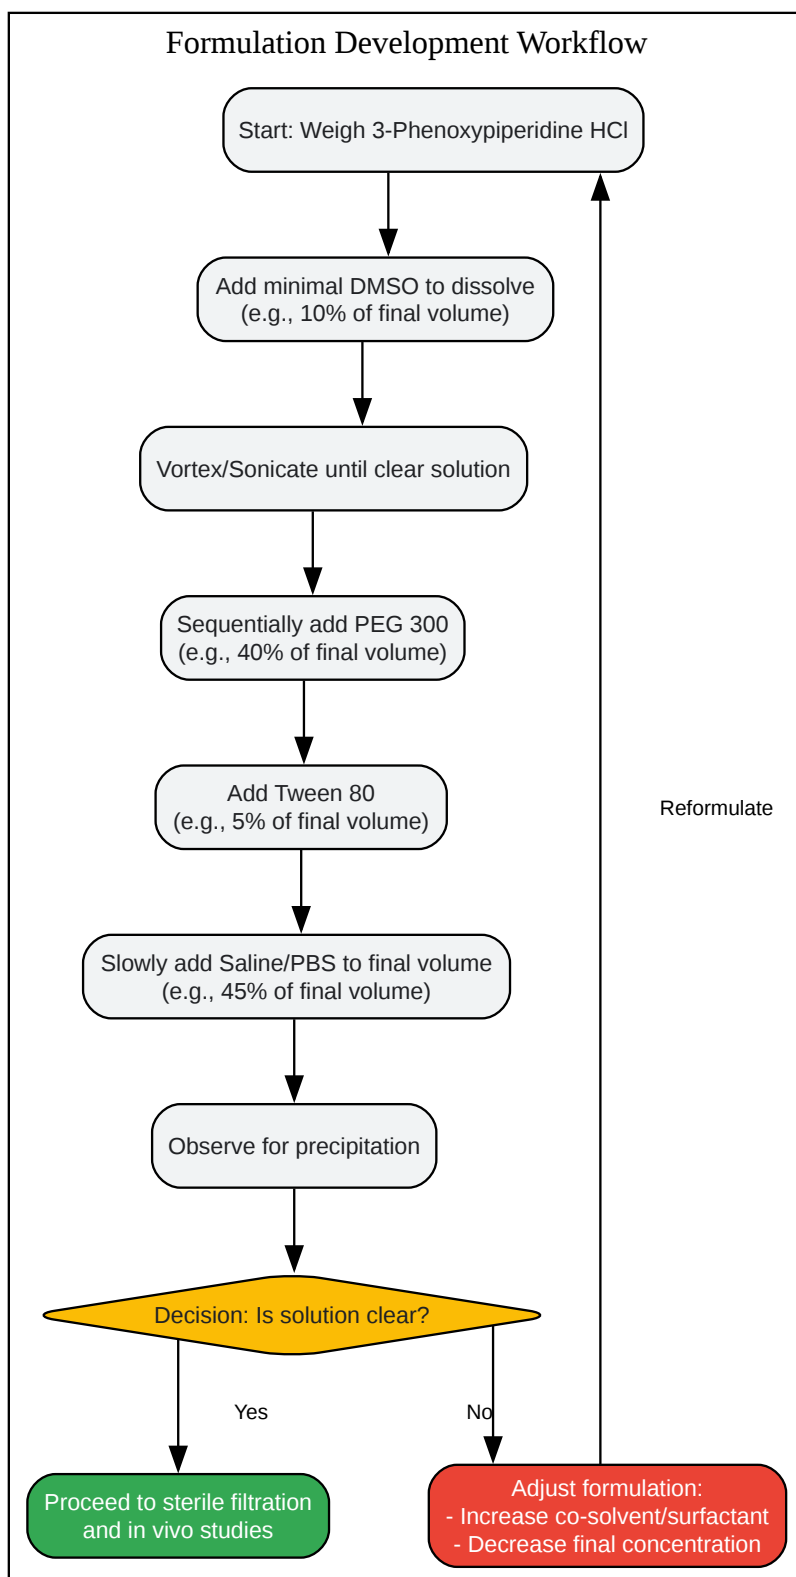 Formulation Development Workflow
Start: Weigh 3-Phenoxypiperidine HCl
Add minimal DMSO to dissolve
(e.g., 10% of final volume)
Vortex/Sonicate until clear solution
Sequentially add PEG 300
(e.g., 40% of final volume)
Add Tween 80
(e.g., 5% of final volume)
Reformulate
Slowly add Saline/PBS to final volume
(e.g., 45% of final volume)
Observe for precipitation
Decision: Is solution clear?
Yes
No
Proceed to sterile filtration
and in vivo studies
Adjust formulation:
- Increase co-solvent/surfactant
- Decrease final concentration